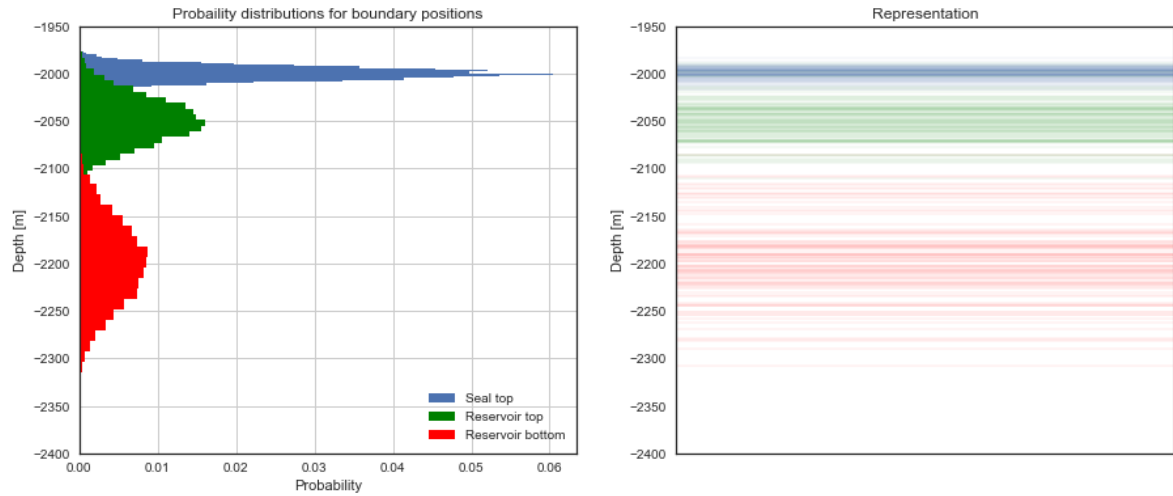 Probaility distributions for boundary positions
−1950
−2000
−2050
−2100
−2150
−2200
−2250
−2300
−2350
−2400
Depth [m]
Seal top
Reservoir top
Reservoir bottom
0.00 0.01 0.02 0.03 0.04 0.05 0.06
Probability
Representation
−1950
−2000
−2050
−2100
−2150
−2200
−2250
−2300
−2350
−2400
Depth [m]